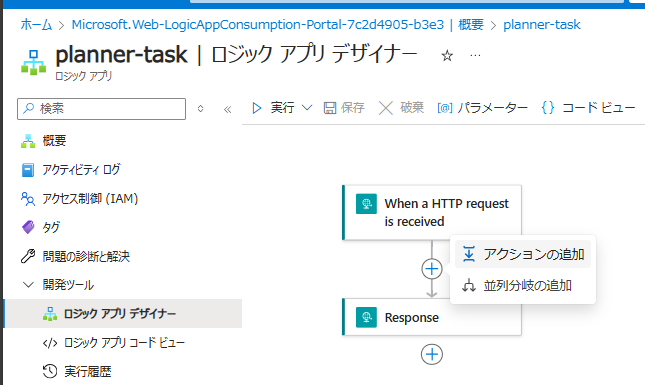 ホーム > Microsoft.Web-LogicAppConsumption-Portal-7c2d4905-b3e3 | 概要 > planner-task
planner-task | ロジック アプリ デザイナー ☆ …
ロジック アプリ
検索
実行 保存 破棄 [@] パラメーター {} コード ビュー
概要
アクティビティ ログ
アクセス制御 (IAM)
タグ
問題の診断と解決
開発ツール
ロジック アプリ デザイナー
ロジック アプリ コード ビュー
実行履歴
When a HTTP request
is received
アクションの追加
並列分岐の追加
Response